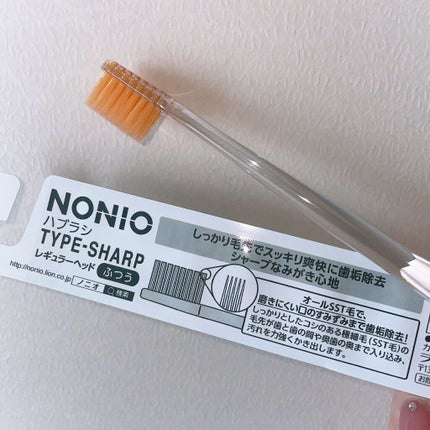 NONIO
ハブラシ
TYPE-SHARP
レギュラーヘッド ふつう
http://nonio.lion.co.jp ノニオ 検索
しっかり毛先でスッキリ爽快に歯垢除去
シャープなみがき心地
オールSST毛で、
磨きにくい口のすみずみまで歯垢除去!
しっかりとしたコシのある極細毛(SST毛)の
毛先が歯と歯の間や奥歯の奥まで入り込み、
汚れを力強くかき出します。